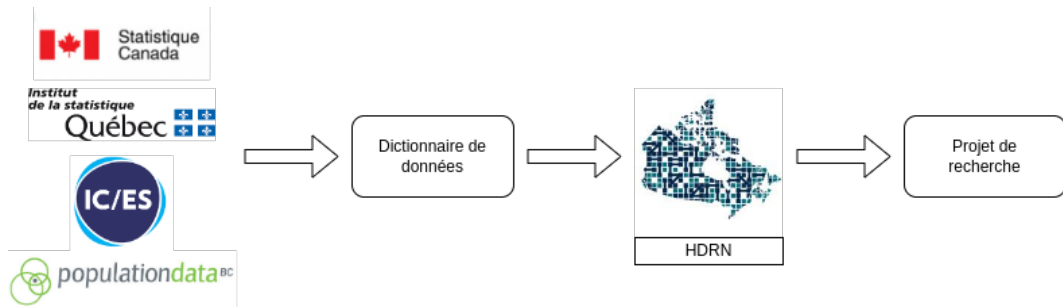 Statistique
Canada
Institut
de la statistique
Québec
IC/ES
populationdata BC
Dictionnaire de
données
HDRN
Projet de
recherche